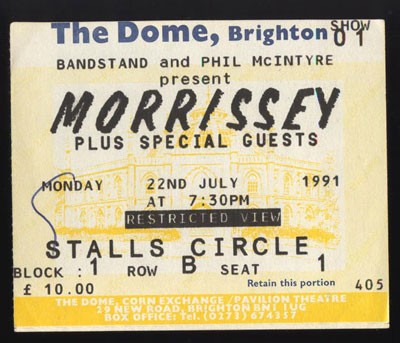 The Dome, Brighton SHOW 01
BANDSTAND and PHIL MCINTYRE
present
MORRISSEY
PLUS SPECIAL GUESTS
MONDAY 22ND JULY 1991
AT 7:30PM
RESTRICTED VIEW
STALLS CIRCLE
BLOCK : 1 ROW B SEAT 1
£ 10.00 Retain this portion 405
THE DOME, CORN EXCHANGE / PAVILION THEATRE
29 NEW ROAD, BRIGHTON BN1 1UG
BOX OFFICE: Tel. (0273) 674357